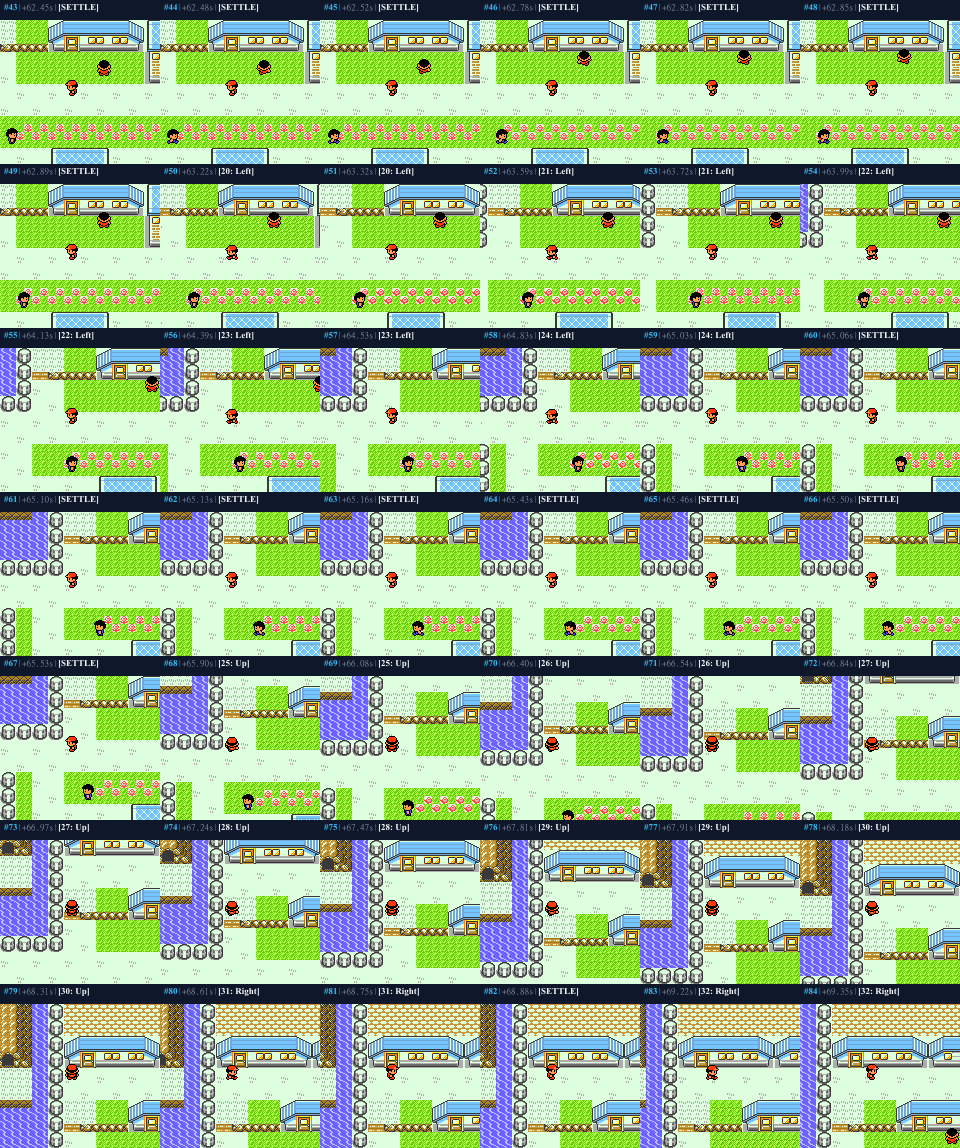 #43|+62.45s|[SETTLE] #44|+62.48s|[SETTLE] #45|+62.52s|[SETTLE] #46|+62.78s|[SETTLE] #47|+62.82s|[SETTLE] #48|+62.85s|[SETTLE]
#49|+62.89s|[SETTLE] #50|+63.22s|[20: Left] #51|+63.32s|[20: Left] #52|+63.59s|[21: Left] #53|+63.72s|[21: Left] #54|+63.99s|[22: Left]
#55|+64.13s|[22: Left] #56|+64.39s|[23: Left] #57|+64.53s|[23: Left] #58|+64.83s|[24: Left] #59|+65.03s|[24: Left] #60|+65.06s|[SETTLE]
#61|+65.10s|[SETTLE] #62|+65.13s|[SETTLE] #63|+65.16s|[SETTLE] #64|+65.43s|[SETTLE] #65|+65.46s|[SETTLE] #66|+65.50s|[SETTLE]
#67|+65.53s|[SETTLE] #68|+65.90s|[25: Up] #69|+66.08s|[25: Up] #70|+66.40s|[26: Up] #71|+66.54s|[26: Up] #72|+66.84s|[27: Up]
#73|+66.97s|[27: Up] #74|+67.24s|[28: Up] #75|+67.47s|[28: Up] #76|+67.81s|[29: Up] #77|+67.91s|[29: Up] #78|+68.18s|[30: Up]
#79|+68.31s|[30: Up] #80|+68.61s|[31: Right] #81|+68.75s|[31: Right] #82|+68.88s|[SETTLE] #83|+69.22s|[32: Right] #84|+69.35s|[32: Right]